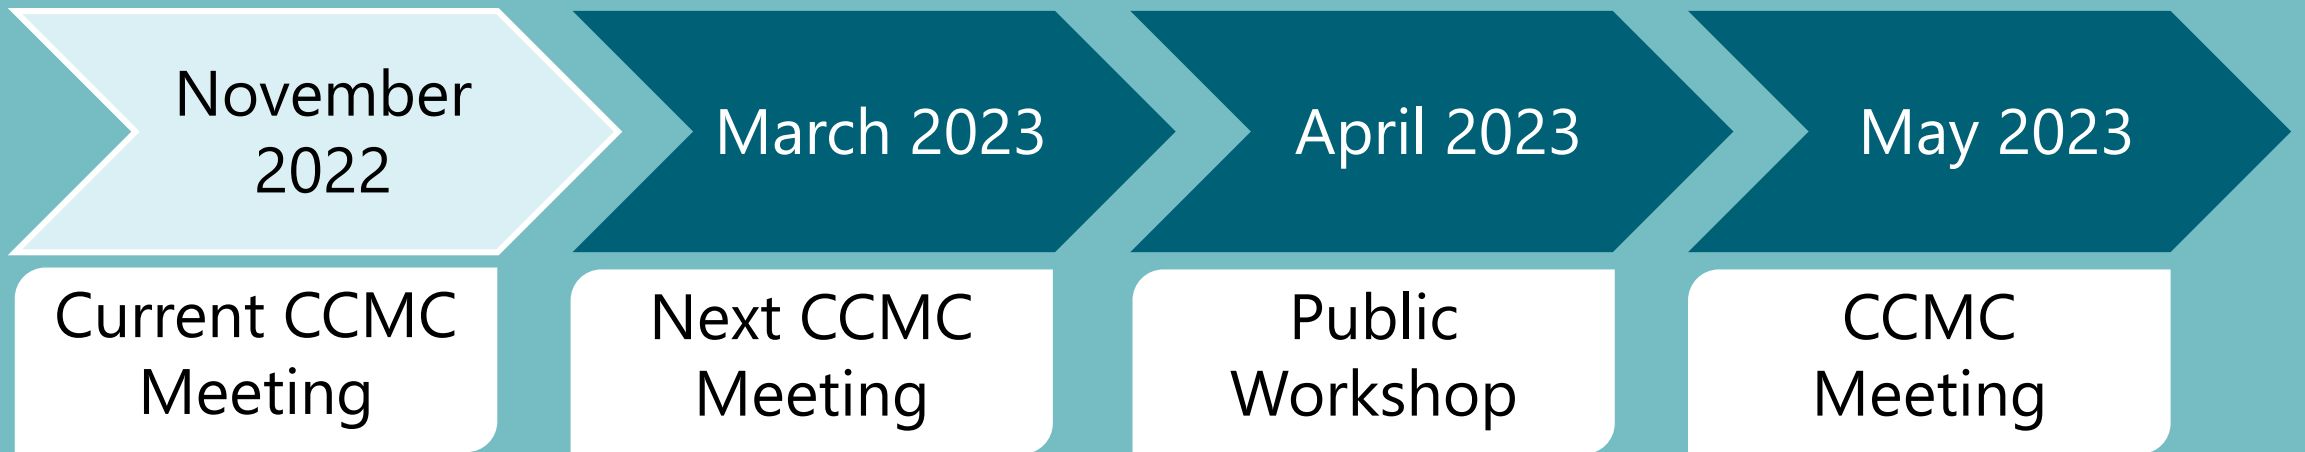 November
2022
Current CCMC
Meeting
March 2023
Next CCMC
Meeting
April 2023
Public
Workshop
May 2023
CCMC
Meeting